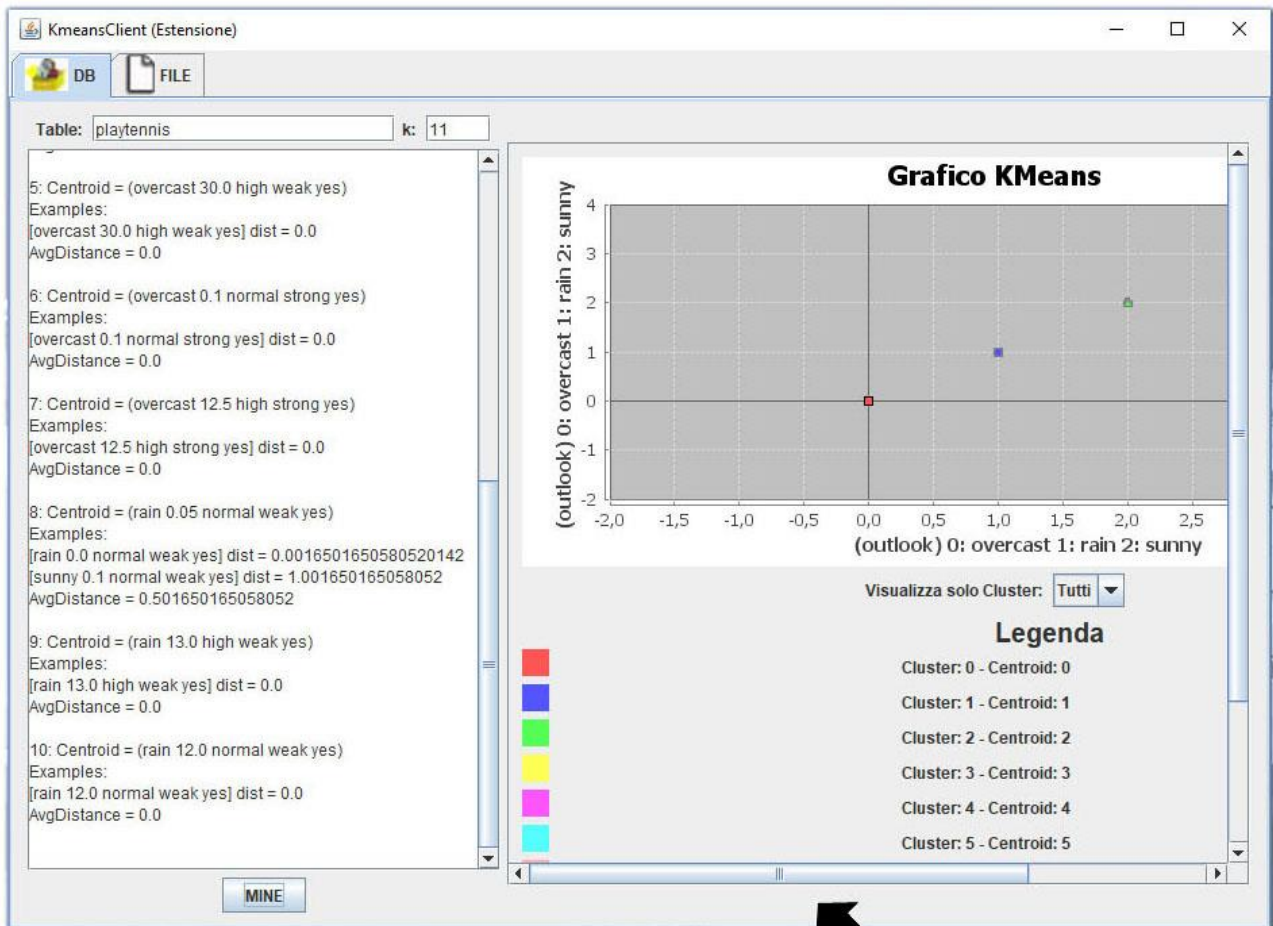 KmeansClient (Estensione)
DB
FILE
Table: playtennis k: 11
5: Centroid = (overcast 30.0 high weak yes)
Examples:
[overcast 30.0 high weak yes] dist = 0.0
AvgDistance = 0.0
6: Centroid = (overcast 0.1 normal strong yes)
Examples:
[overcast 0.1 normal strong yes] dist = 0.0
AvgDistance = 0.0
7: Centroid = (overcast 12.5 high strong yes)
Examples:
[overcast 12.5 high strong yes] dist = 0.0
AvgDistance = 0.0
8: Centroid = (rain 0.05 normal weak yes)
Examples:
[rain 0.0 normal weak yes] dist = 0.0016501650580520142
[sunny 0.1 normal weak yes] dist = 1.001650165058052
AvgDistance = 0.501650165058052
9: Centroid = (rain 13.0 high weak yes)
Examples:
[rain 13.0 high weak yes] dist = 0.0
AvgDistance = 0.0
10: Centroid = (rain 12.0 normal weak yes)
Examples:
[rain 12.0 normal weak yes] dist = 0.0
AvgDistance = 0.0
MINE
Grafico KMeans
(outlook) 0: overcast 1: rain 2: sunny
4
3
2
1
0
-1
-2
-2,0 -1,5 -1,0 -0,5 0,0 0,5 1,0 1,5 2,0 2,5
(outlook) 0: overcast 1: rain 2: sunny
Visualizza solo Cluster: Tutti
Legenda
Cluster: 0 - Centroid: 0
Cluster: 1 - Centroid: 1
Cluster: 2 - Centroid: 2
Cluster: 3 - Centroid: 3
Cluster: 4 - Centroid: 4
Cluster: 5 - Centroid: 5